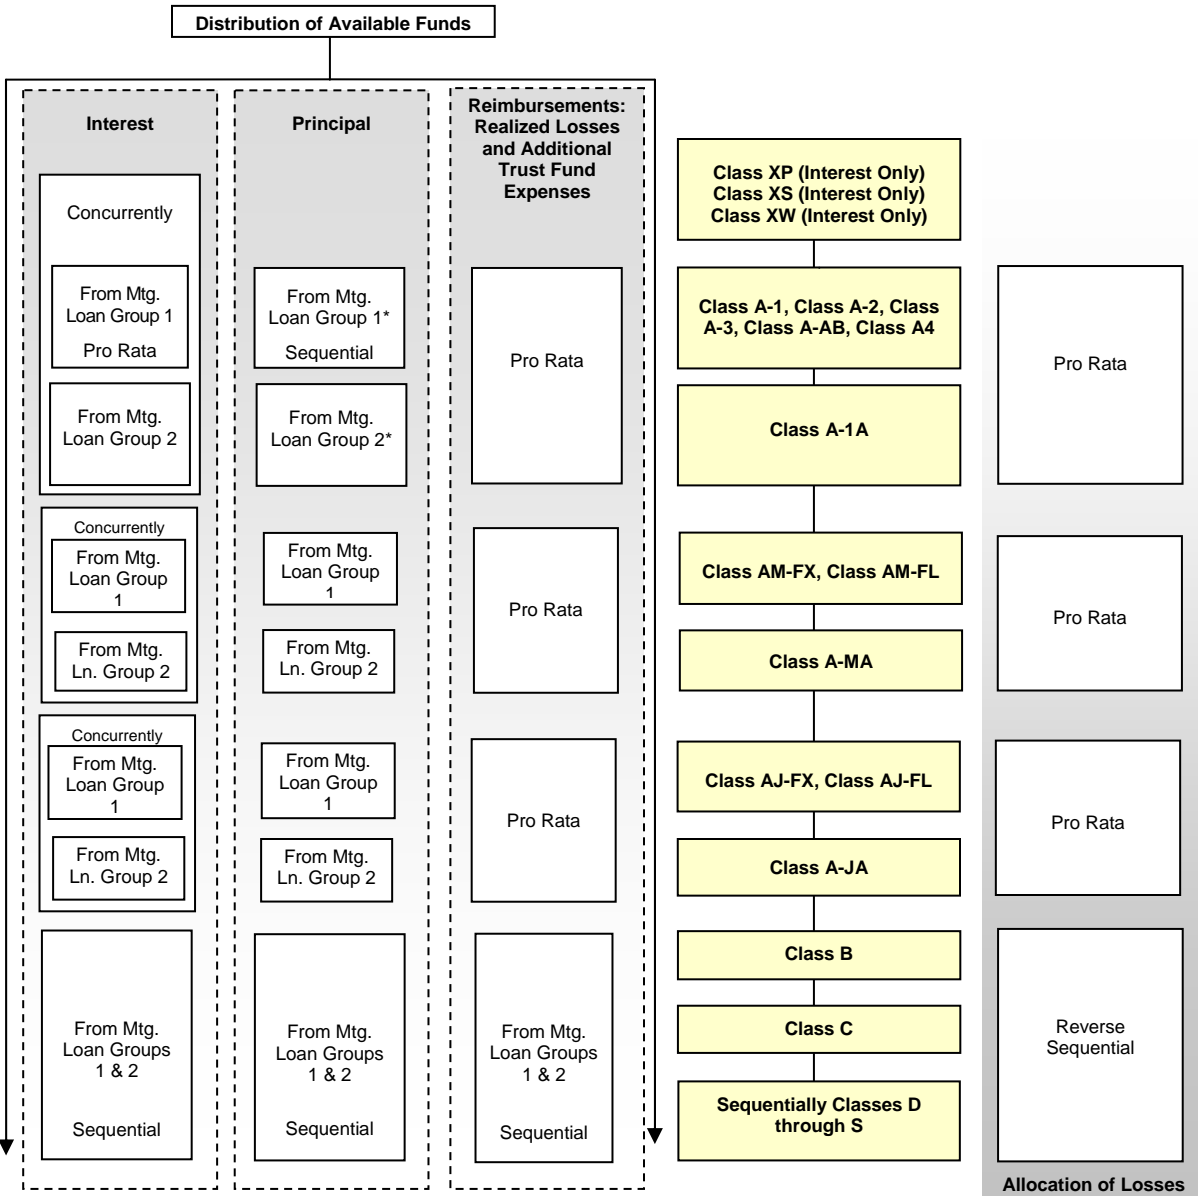 Distribution of Available Funds
Interest
Concurrently
From Mtg.
Loan Group 1
Pro Rata
From Mtg.
Loan Group 2
Concurrently
From Mtg.
Loan Group
1
From Mtg.
Ln. Group 2
Concurrently
From Mtg.
Loan Group
1
From Mtg.
Ln. Group 2
From Mtg.
Loan Groups
1 & 2
Sequential
Principal
From Mtg.
Loan Group 1*
Sequential
From Mtg.
Loan Group 2*
From Mtg.
Loan Group
1
From Mtg.
Ln. Group 2
From Mtg.
Loan Group
1
From Mtg.
Ln. Group 2
From Mtg.
Loan Groups
1 & 2
Sequential
Reimbursements:
Realized Losses
and Additional
Trust Fund
Expenses
Pro Rata
Pro Rata
Pro Rata
From Mtg.
Loan Groups
1 & 2
Sequential
Class XP (Interest Only)
Class XS (Interest Only)
Class XW (Interest Only)
Class A-1, Class A-2, Class
A-3, Class A-AB, Class A4
Class A-1A
Class AM-FX, Class AM-FL
Class A-MA
Class AJ-FX, Class AJ-FL
Class A-JA
Class B
Class C
Sequentially Classes D
through S
Pro Rata
Pro Rata
Pro Rata
Reverse
Sequential
Allocation of Losses